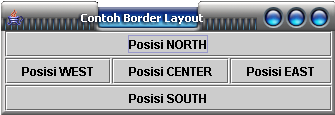 Contoh Border Layout
Posisi NORTH
Posisi WEST Posisi CENTER Posisi EAST
Posisi SOUTH